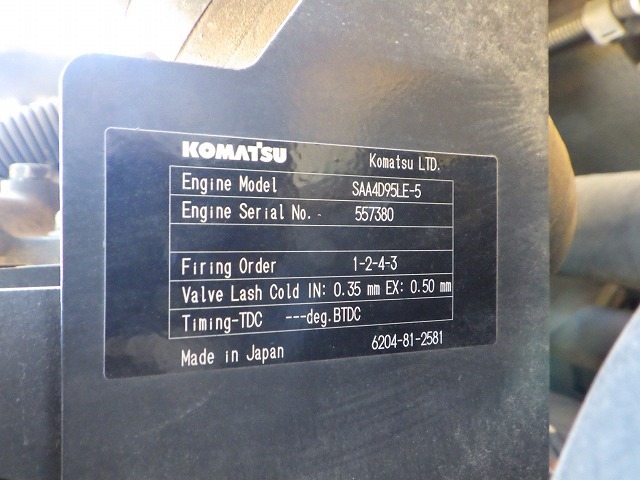 KOMATSU
Komatsu LTD.
Engine Model SAA4D95LE-5
Engine Serial No. 557380
Firing Order 1-2-4-3
Valve Lash Cold IN: 0.35 mm EX: 0.50 mm
Timing-TDC ---deg.BTDC
Made in Japan 6204-81-2581